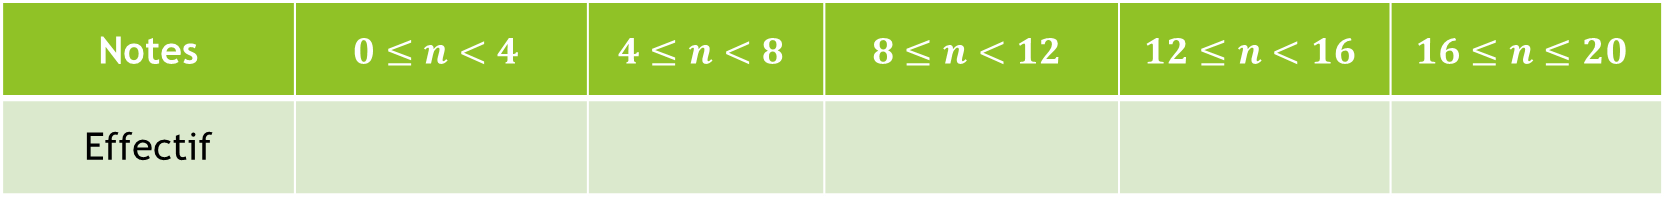 Notes 0 ≤ n < 4 4 ≤ n < 8 8 ≤ n < 12 12 ≤ n < 16 16 ≤ n ≤ 20
Effectif